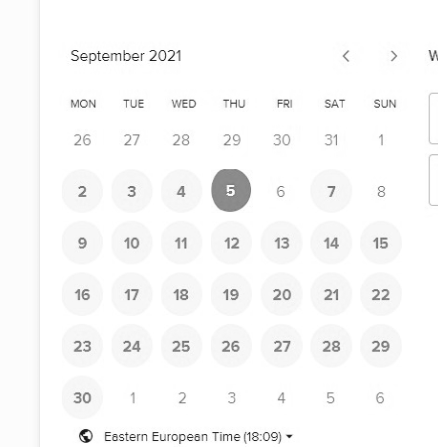 September 2021
W
MON TUE WED THU FRI SAT SUN
26 27 28 29 30 31 1
2 3 4 5 6 7 8
9 10 11 12 13 14 15
16 17 18 19 20 21 22
23 24 25 26 27 28 29
30 1 2 3 4 5 6
Eastern European Time (18:09)